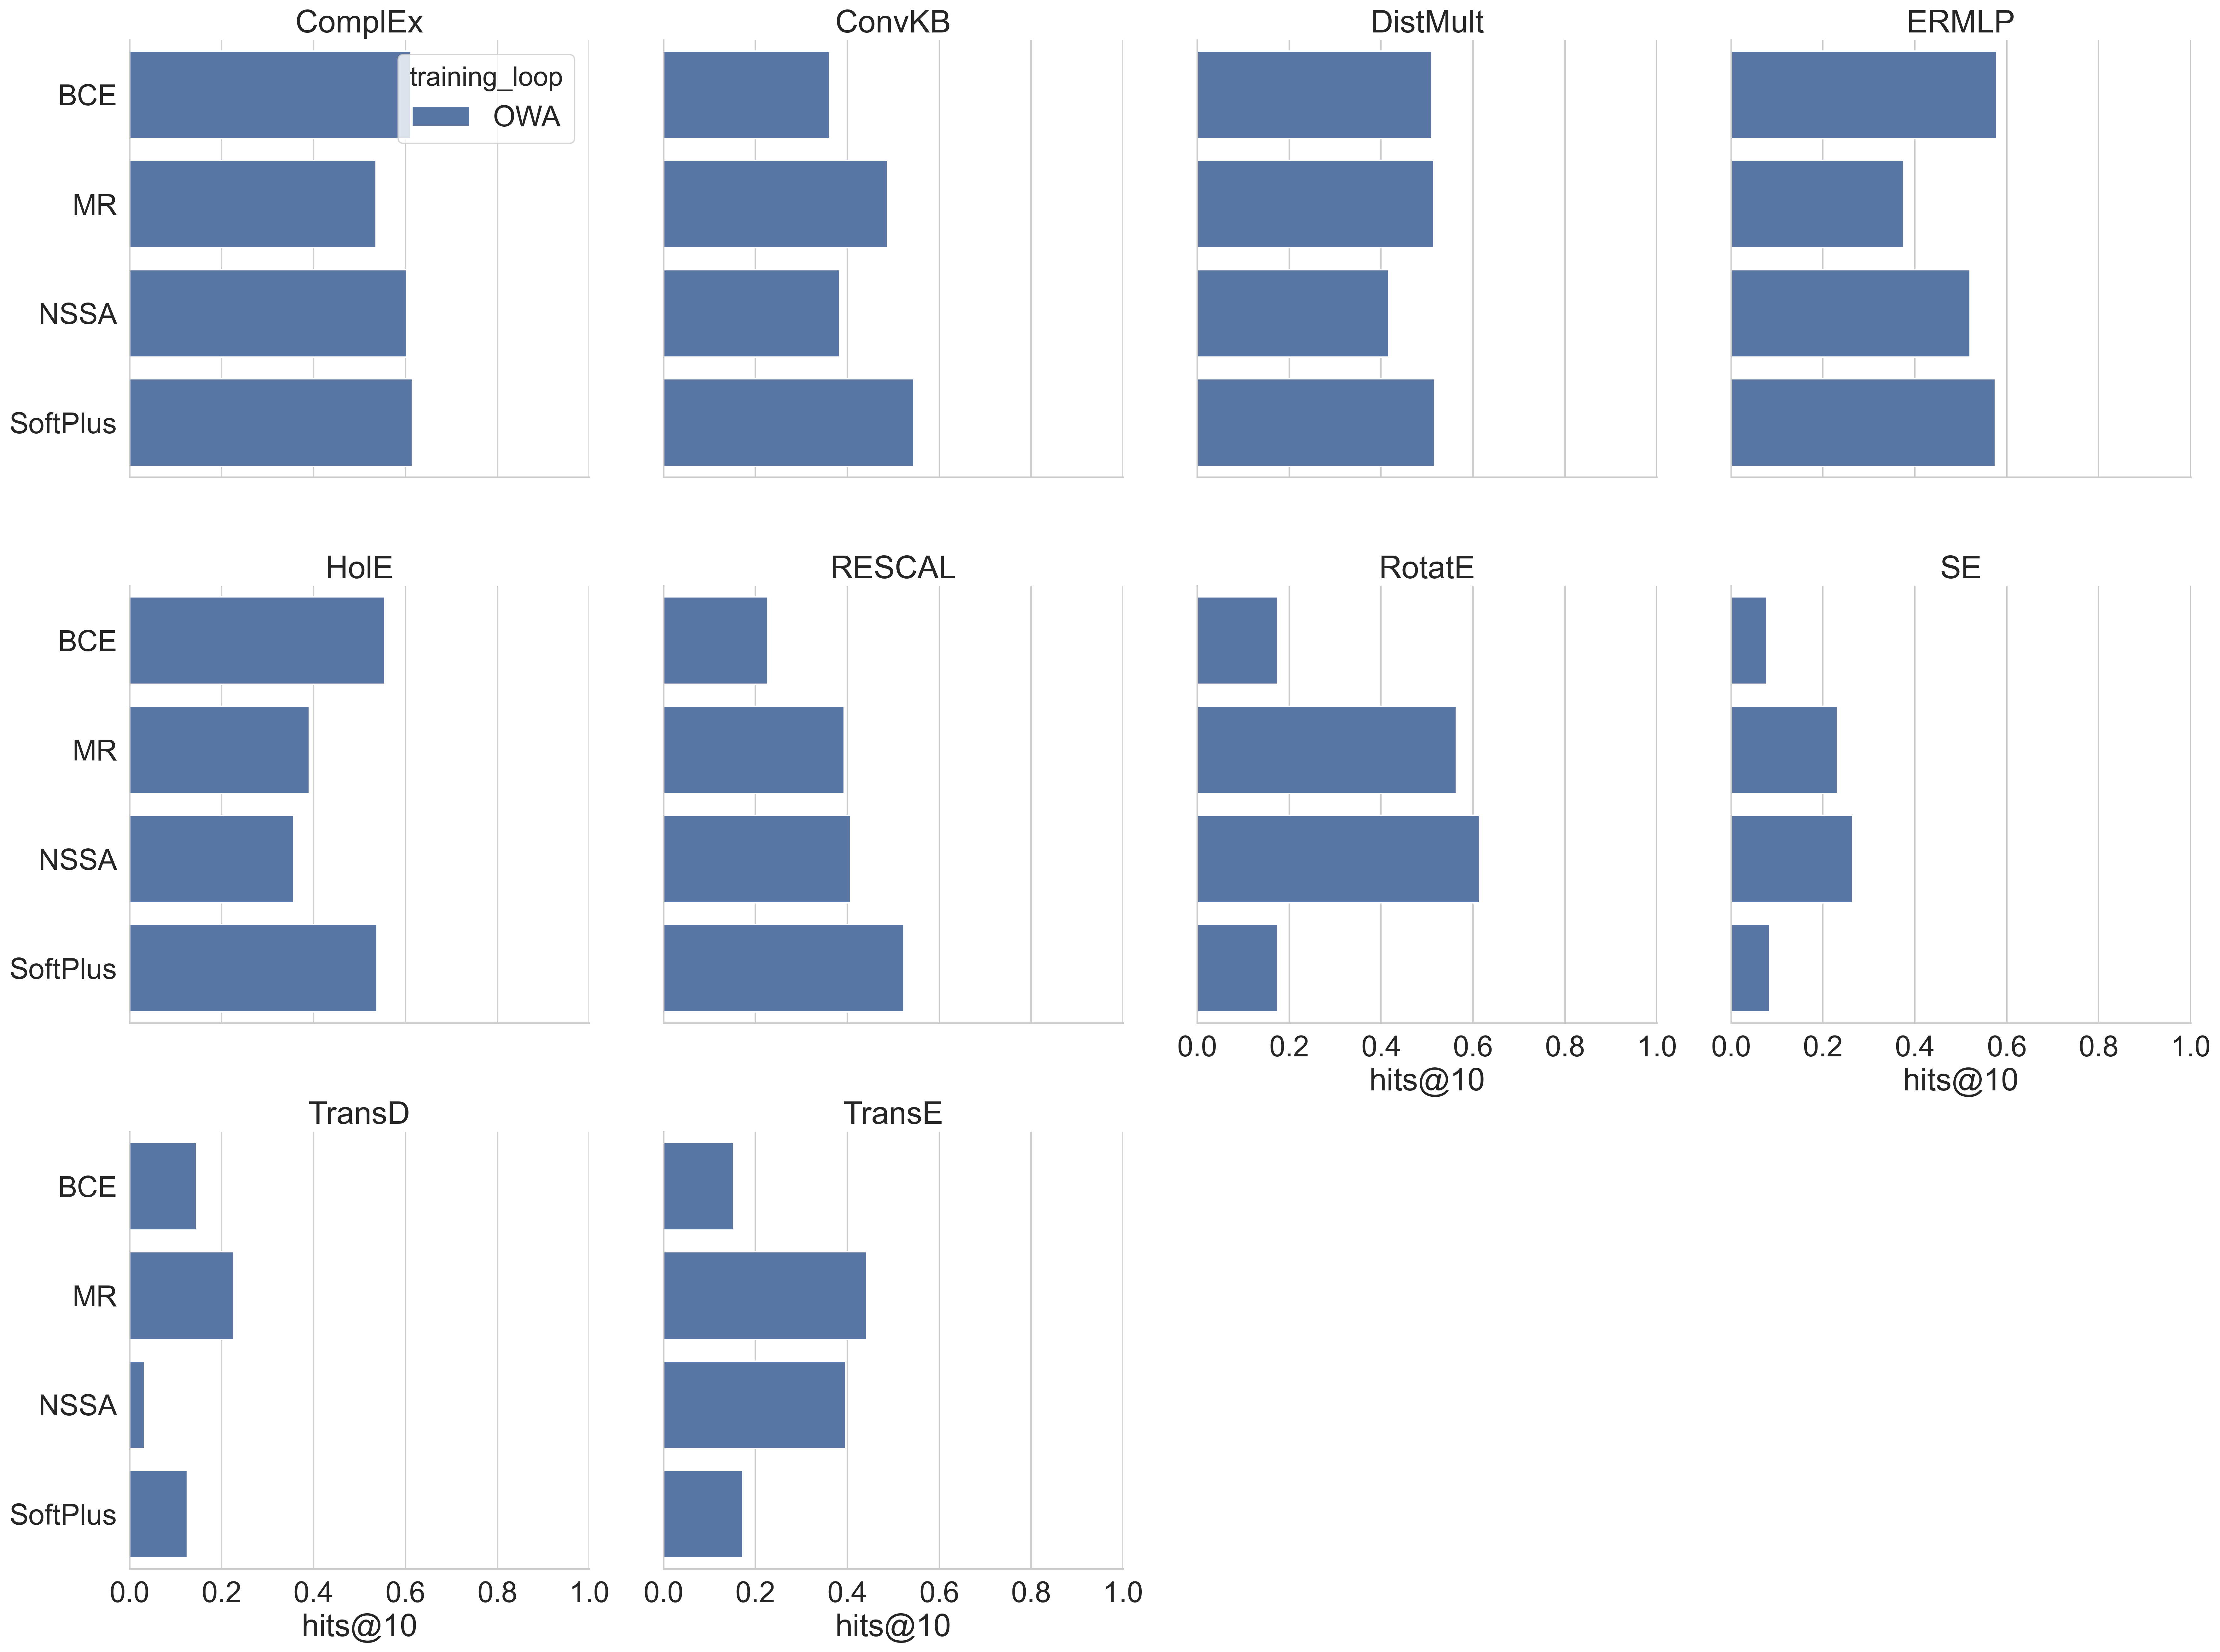 ComplEx ConvKB DistMult ERMLP
training_loop
OWA
BCE
MR
NSSA
SoftPlus
HolE RESCAL RotatE SE
BCE
MR
NSSA
SoftPlus
0.0 0.2 0.4 0.6 0.8 1.0 0.0 0.2 0.4 0.6 0.8 1.0
hits@10 hits@10
TransD TransE
BCE
MR
NSSA
SoftPlus
0.0 0.2 0.4 0.6 0.8 1.0 0.0 0.2 0.4 0.6 0.8 1.0
hits@10 hits@10